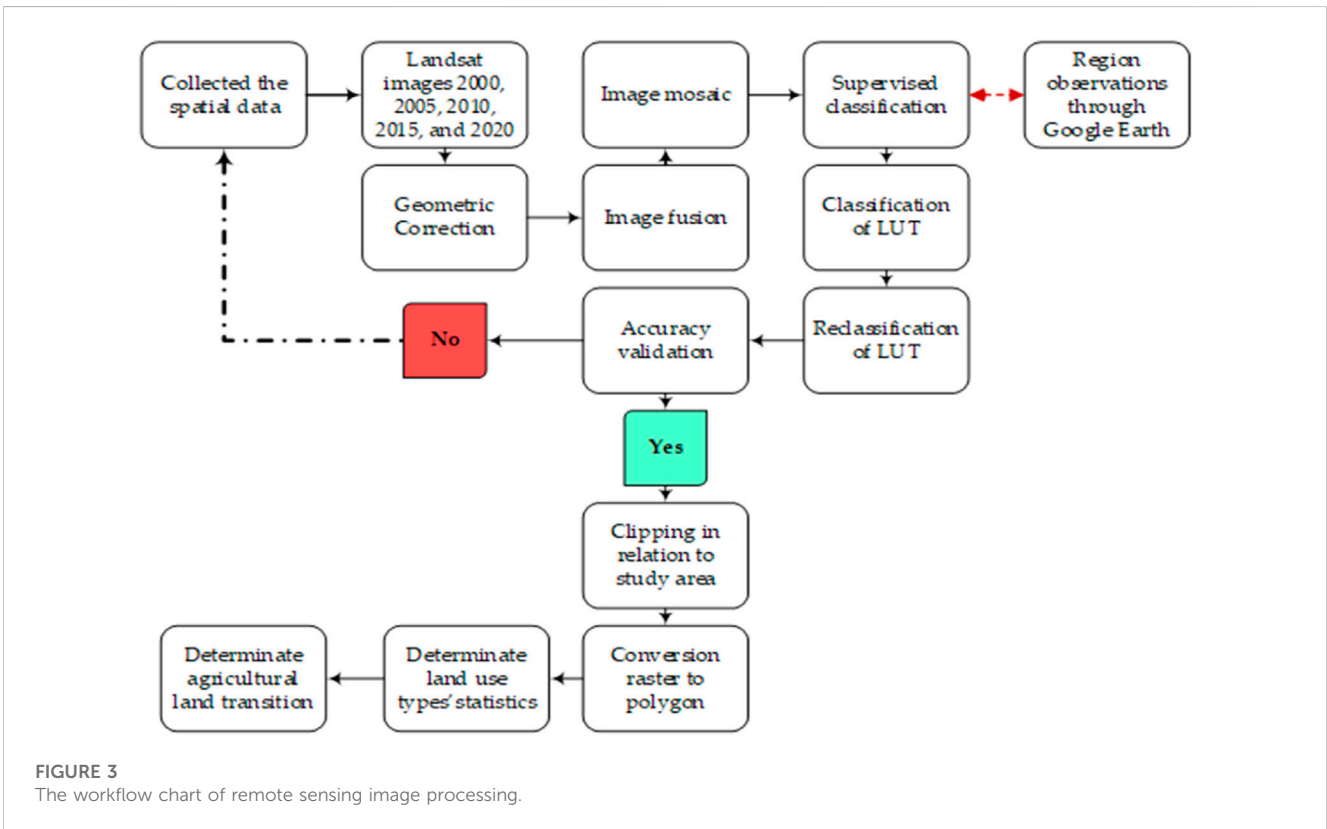 Collected the
spatial data
Landsat
images 2000,
2005, 2010,
2015, and 2020
Image mosaic
Supervised
classification
Region
observations
through
Google Earth
Geometric
Correction
Image fusion
Classification
of LUT
No
Accuracy
validation
Reclassification
of LUT
Yes
Clipping in
relation to
study area
Determinate
agricultural
land transition
Determinate
land use
types' statistics
Conversion
raster to
polygon
FIGURE 3
The workflow chart of remote sensing image processing.